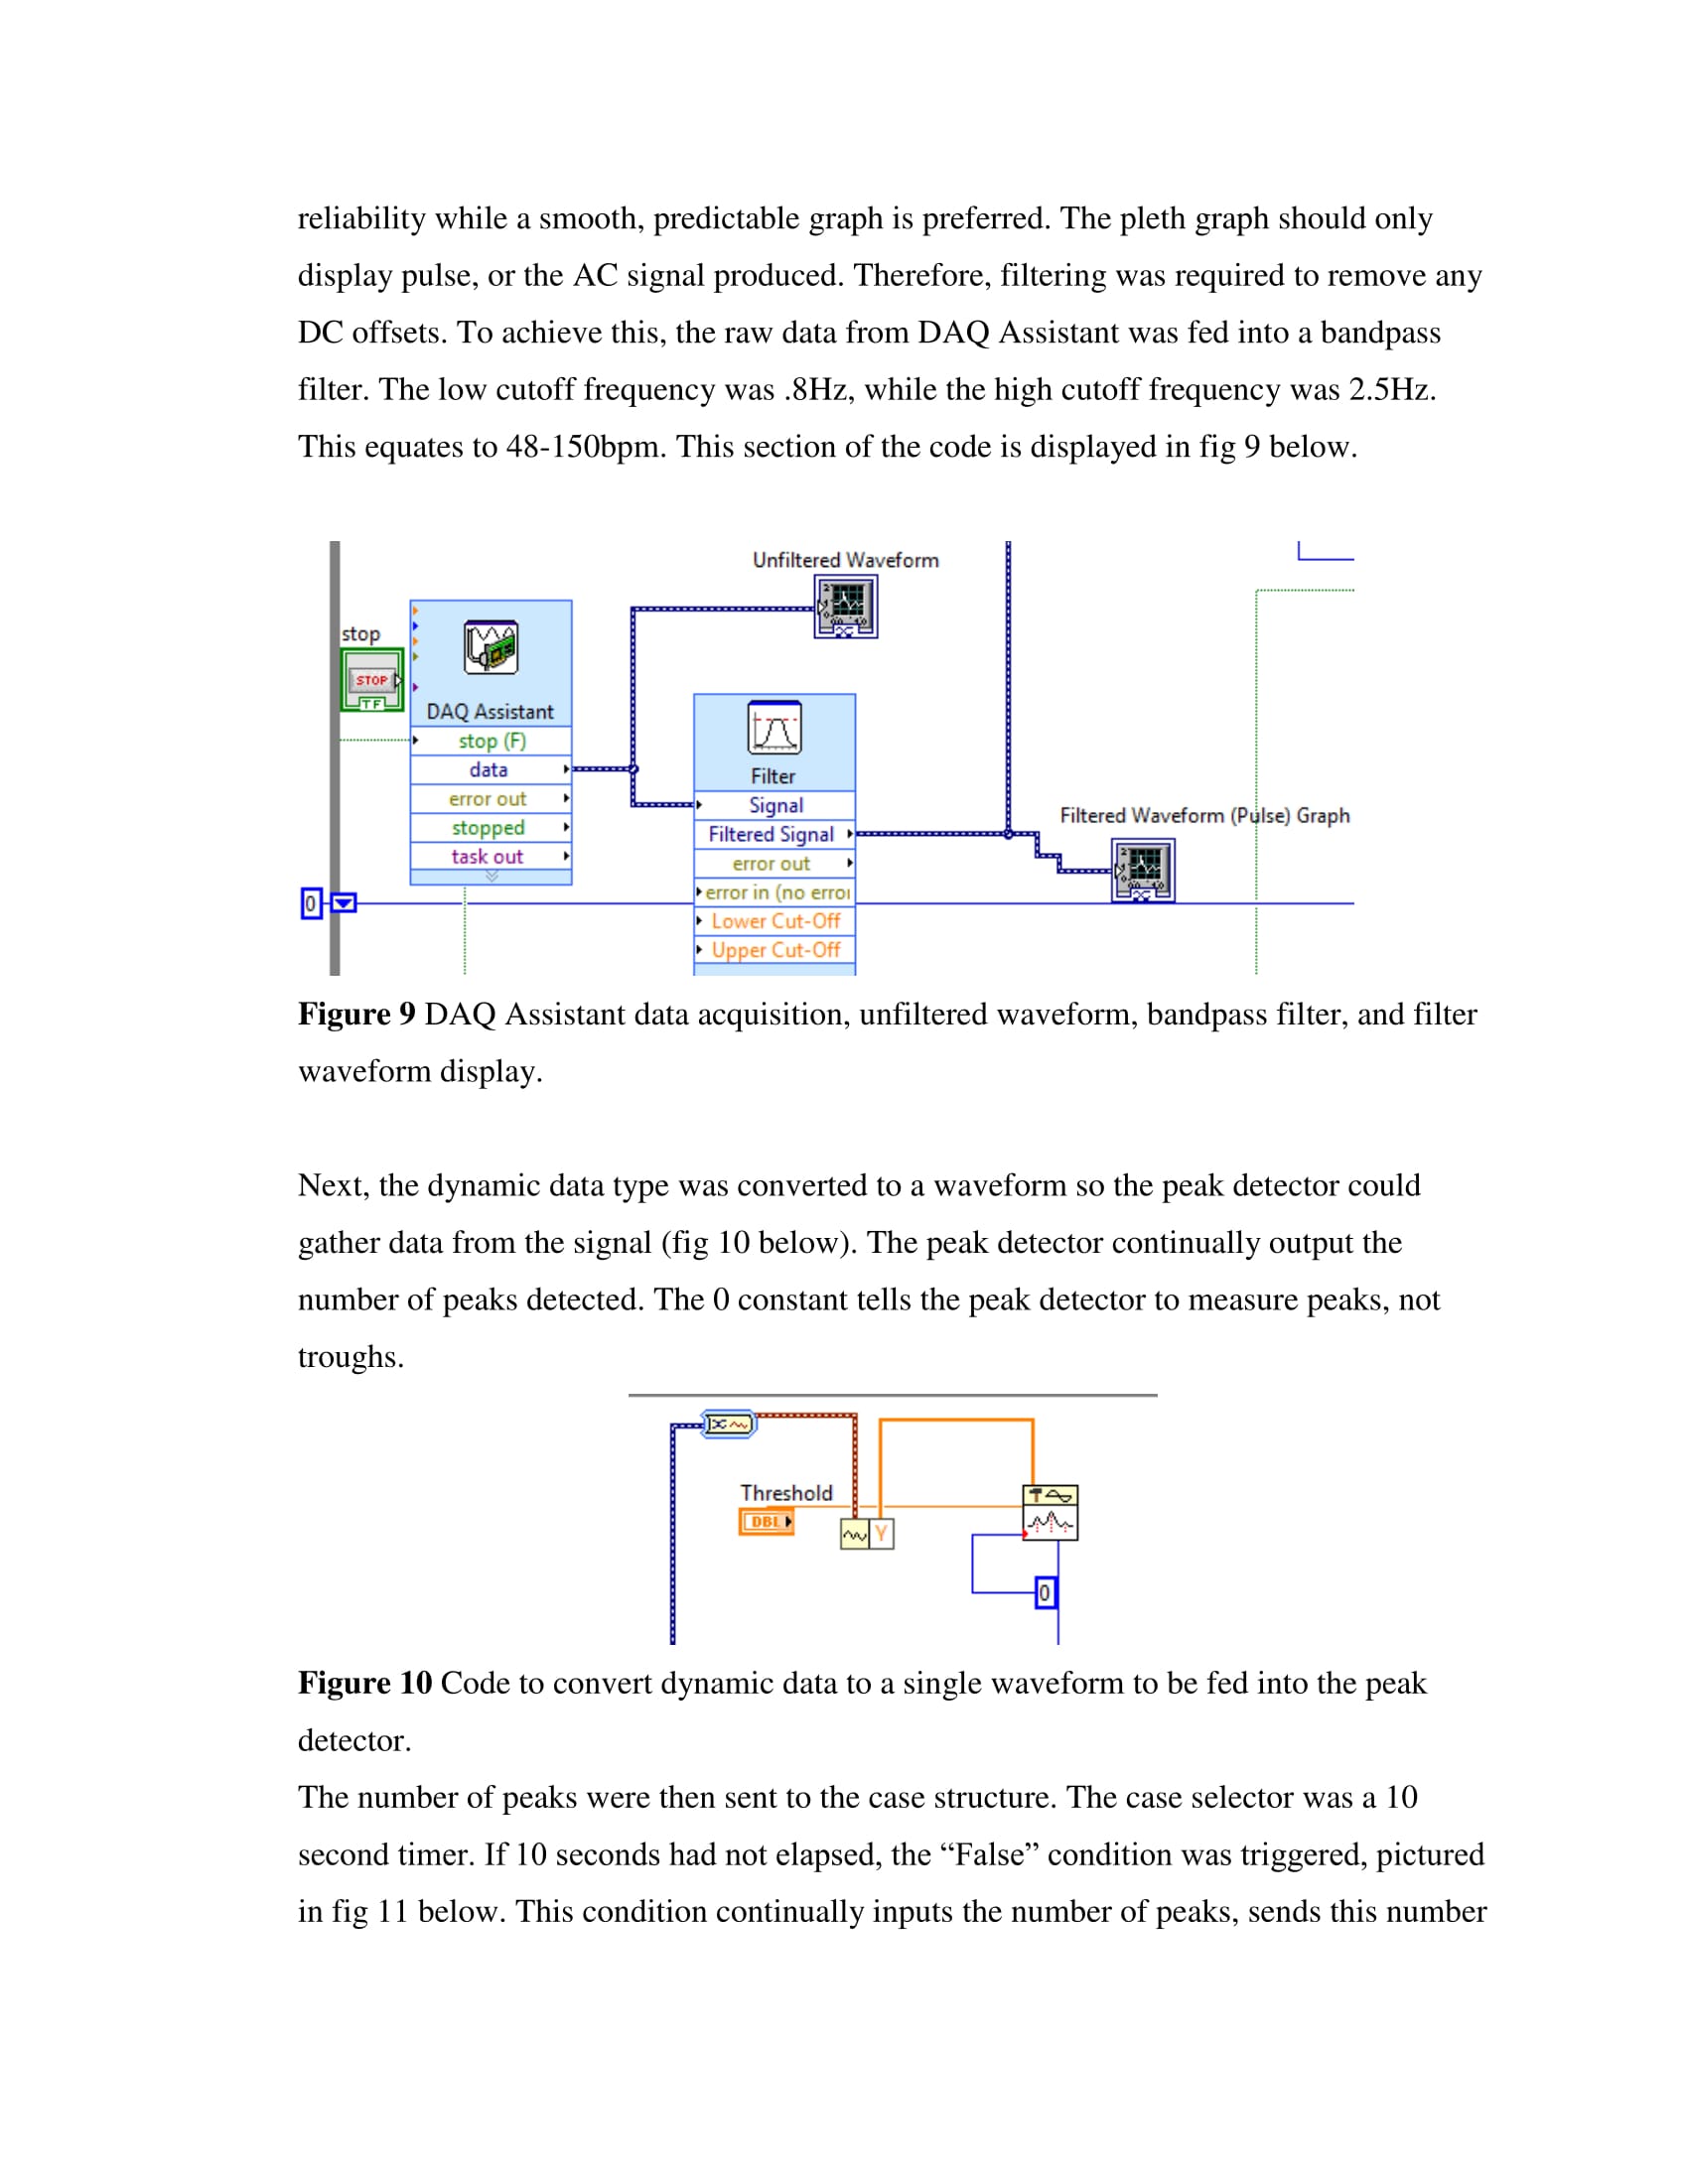 reliability while a smooth, predictable graph is preferred. The pleth graph should only
display pulse, or the AC signal produced. Therefore, filtering was required to remove any
DC offsets. To achieve this, the raw data from DAQ Assistant was fed into a bandpass
filter. The low cutoff frequency was .8Hz, while the high cutoff frequency was 2.5Hz.
This equates to 48-150bpm. This section of the code is displayed in fig 9 below.
Unfiltered Waveform
stop
STOP
TF
DAQ Assistant
stop (F)
data
error out
stopped
task out
Filter
Signal
Filtered Signal
error out
error in (no error
Lower Cut-Off
Upper Cut-Off
Filtered Waveform (Pulse) Graph
0
Figure 9 DAQ Assistant data acquisition, unfiltered waveform, bandpass filter, and filter
waveform display.
Next, the dynamic data type was converted to a waveform so the peak detector could
gather data from the signal (fig 10 below). The peak detector continually output the
number of peaks detected. The 0 constant tells the peak detector to measure peaks, not
troughs.
Threshold
DBL
Y
0
Figure 10 Code to convert dynamic data to a single waveform to be fed into the peak
detector.
The number of peaks were then sent to the case structure. The case selector was a 10
second timer. If 10 seconds had not elapsed, the “False” condition was triggered, pictured
in fig 11 below. This condition continually inputs the number of peaks, sends this number